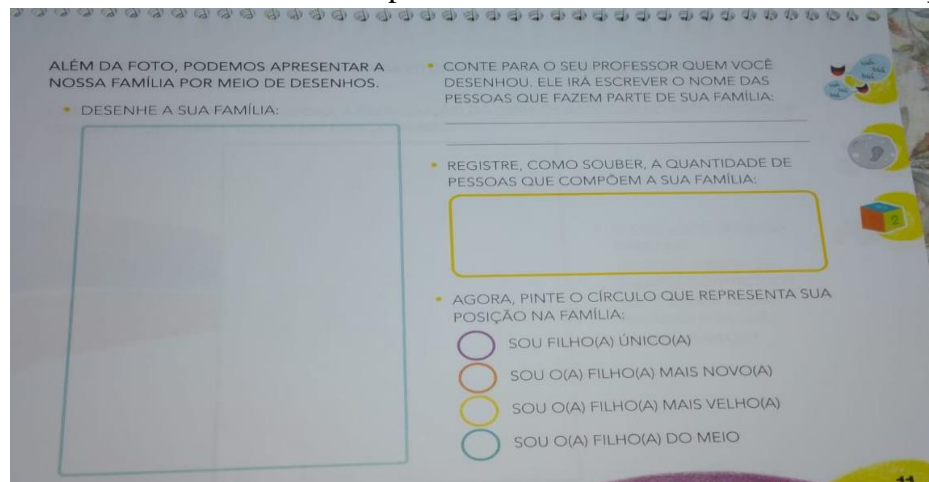 ALÉM DA FOTO, PODEMOS APRESENTAR A
NOSSA FAMÍLIA POR MEIO DE DESENHOS.
• DESENHE A SUA FAMÍLIA:
• CONTE PARA O SEU PROFESSOR QUEM VOCÊ
DESENHOU. ELE IRÁ ESCREVER O NOME DAS
PESSOAS QUE FAZEM PARTE DE SUA FAMÍLIA:
• REGISTRE, COMO SOUBER, A QUANTIDADE DE
PESSOAS QUE COMPÕEM A SUA FAMÍLIA:
2
• AGORA, PINTE O CÍRCULO QUE REPRESENTA SUA
POSIÇÃO NA FAMÍLIA:
SOU FILHO(A) ÚNICO(A)
SOU O(A) FILHO(A) MAIS NOVO(A)
SOU O(A) FILHO(A) MAIS VELHO(A)
SOU O(A) FILHO(A) DO MEIO